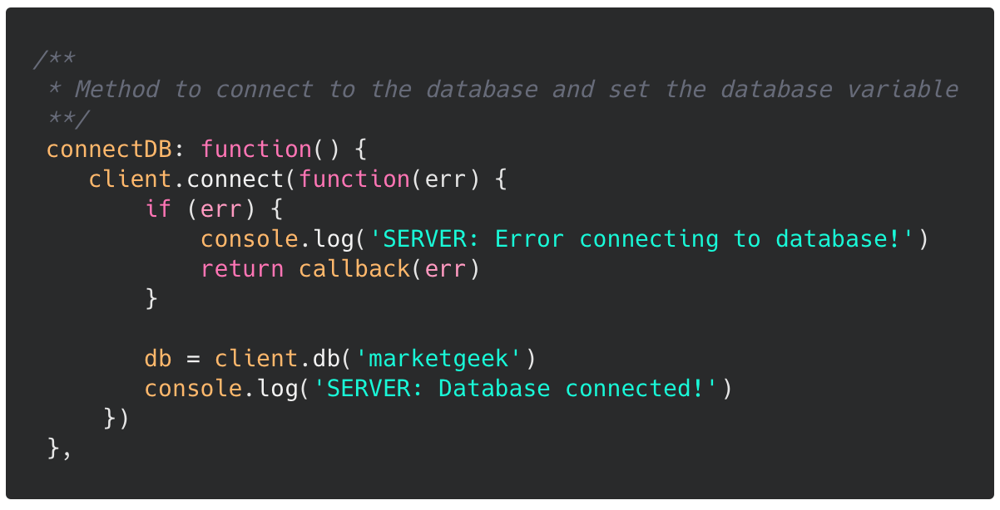 /**
 * Method to connect to the database and set the database variable
 **/
 connectDB: function() {
    client.connect(function(err) {
        if (err) {
            console.log('SERVER: Error connecting to database!')
            return callback(err)
        }

        db = client.db('marketgeek')
        console.log('SERVER: Database connected!')
     })
 },